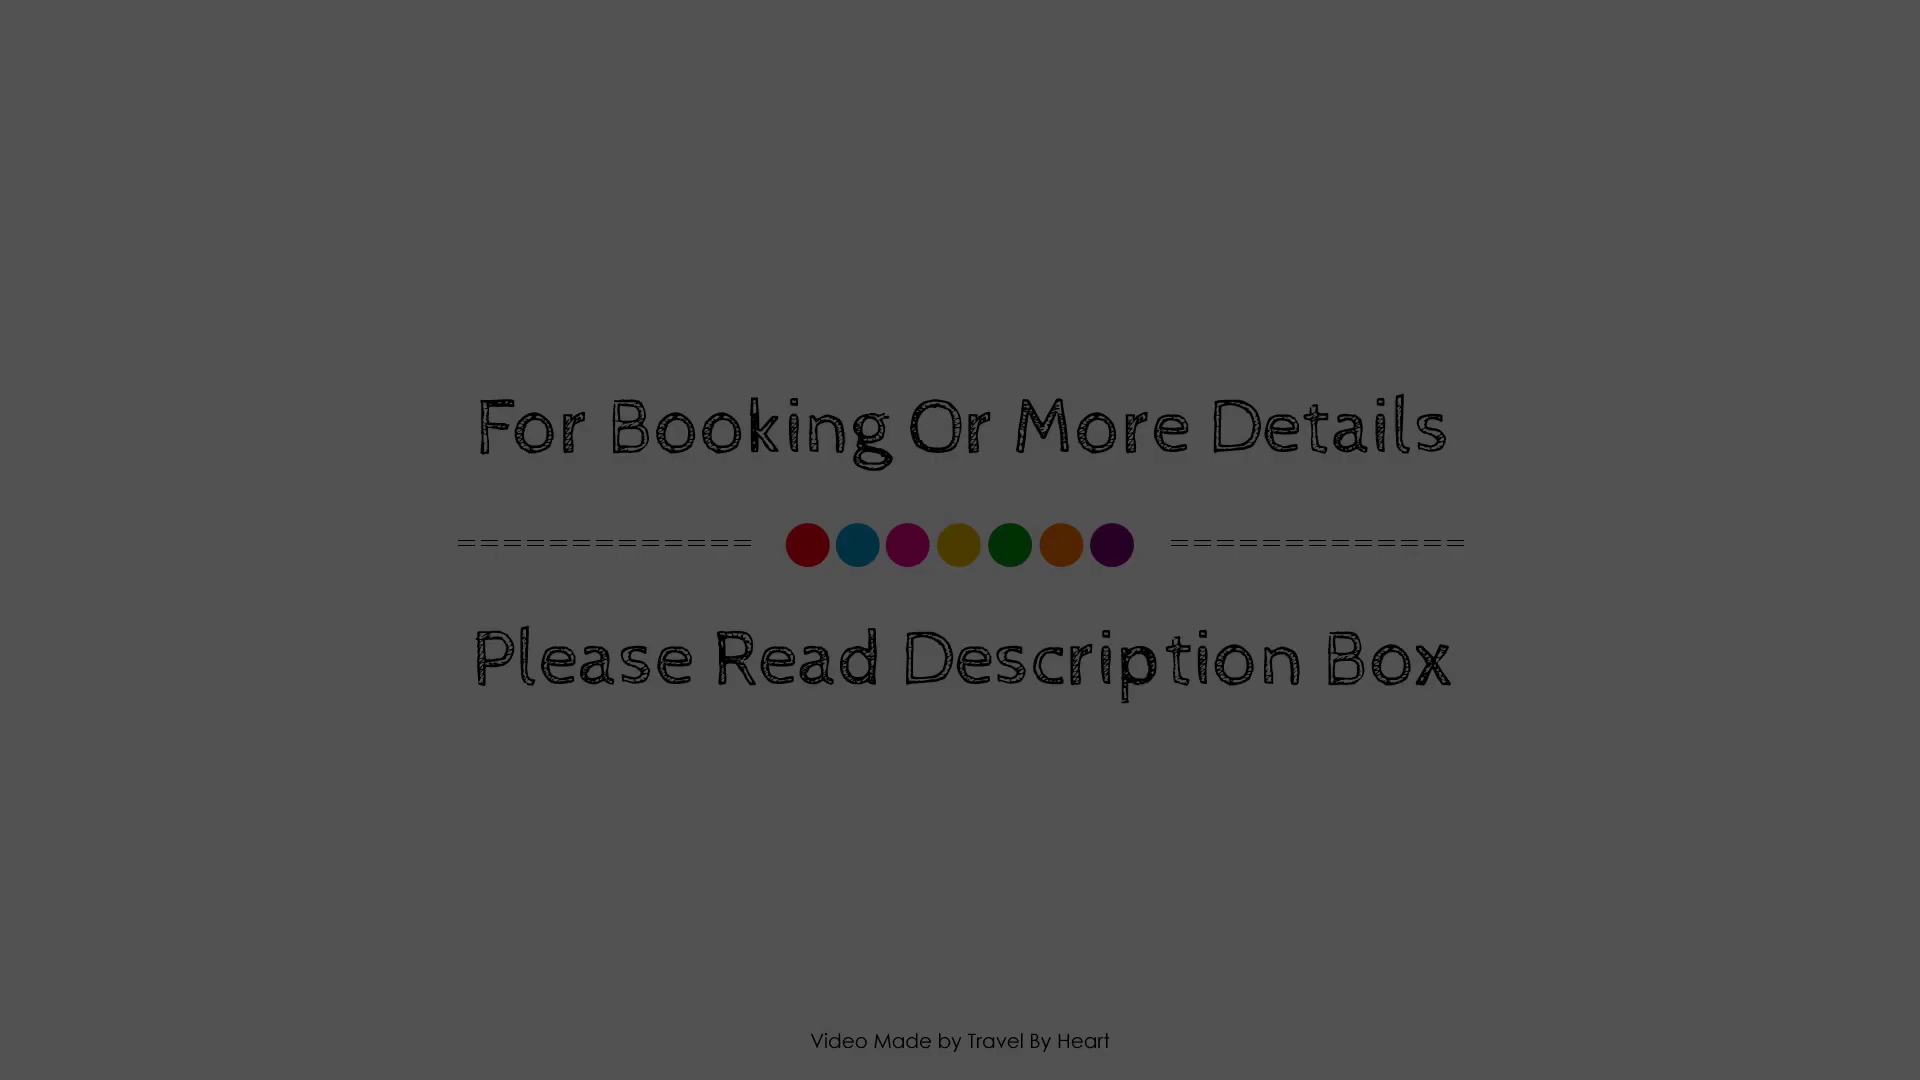 For Booking Or More Details
============= =============
Please Read Description Box
Video Made by Travel By Heart